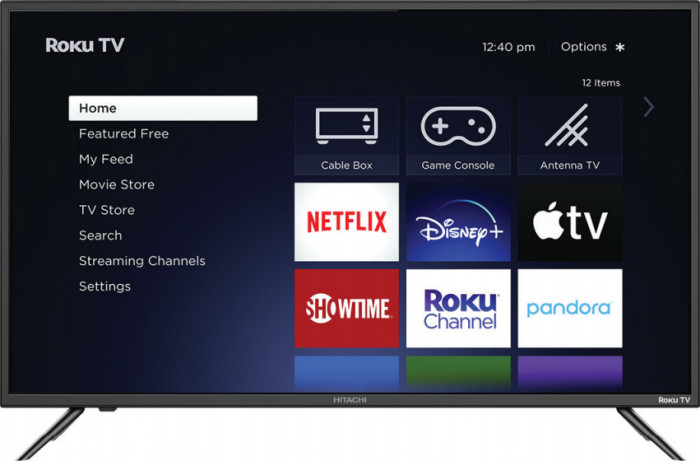 Roku TV
12:40 pm Options *
12 Items
Home
Featured Free
My Feed
Movie Store
TV Store
Search
Streaming Channels
Settings
Cable Box
Game Console
Antenna TV
NETFLIX
Disney+
tv
SHOWTIME
Roku
Channel
pandora
HITACHI
Roku TV